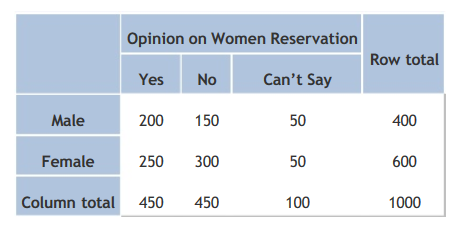 Opinion on Women Reservation
Row total
Yes No Can't Say
Male 200 150 50 400
Female 250 300 50 600
Column total 450 450 100 1000